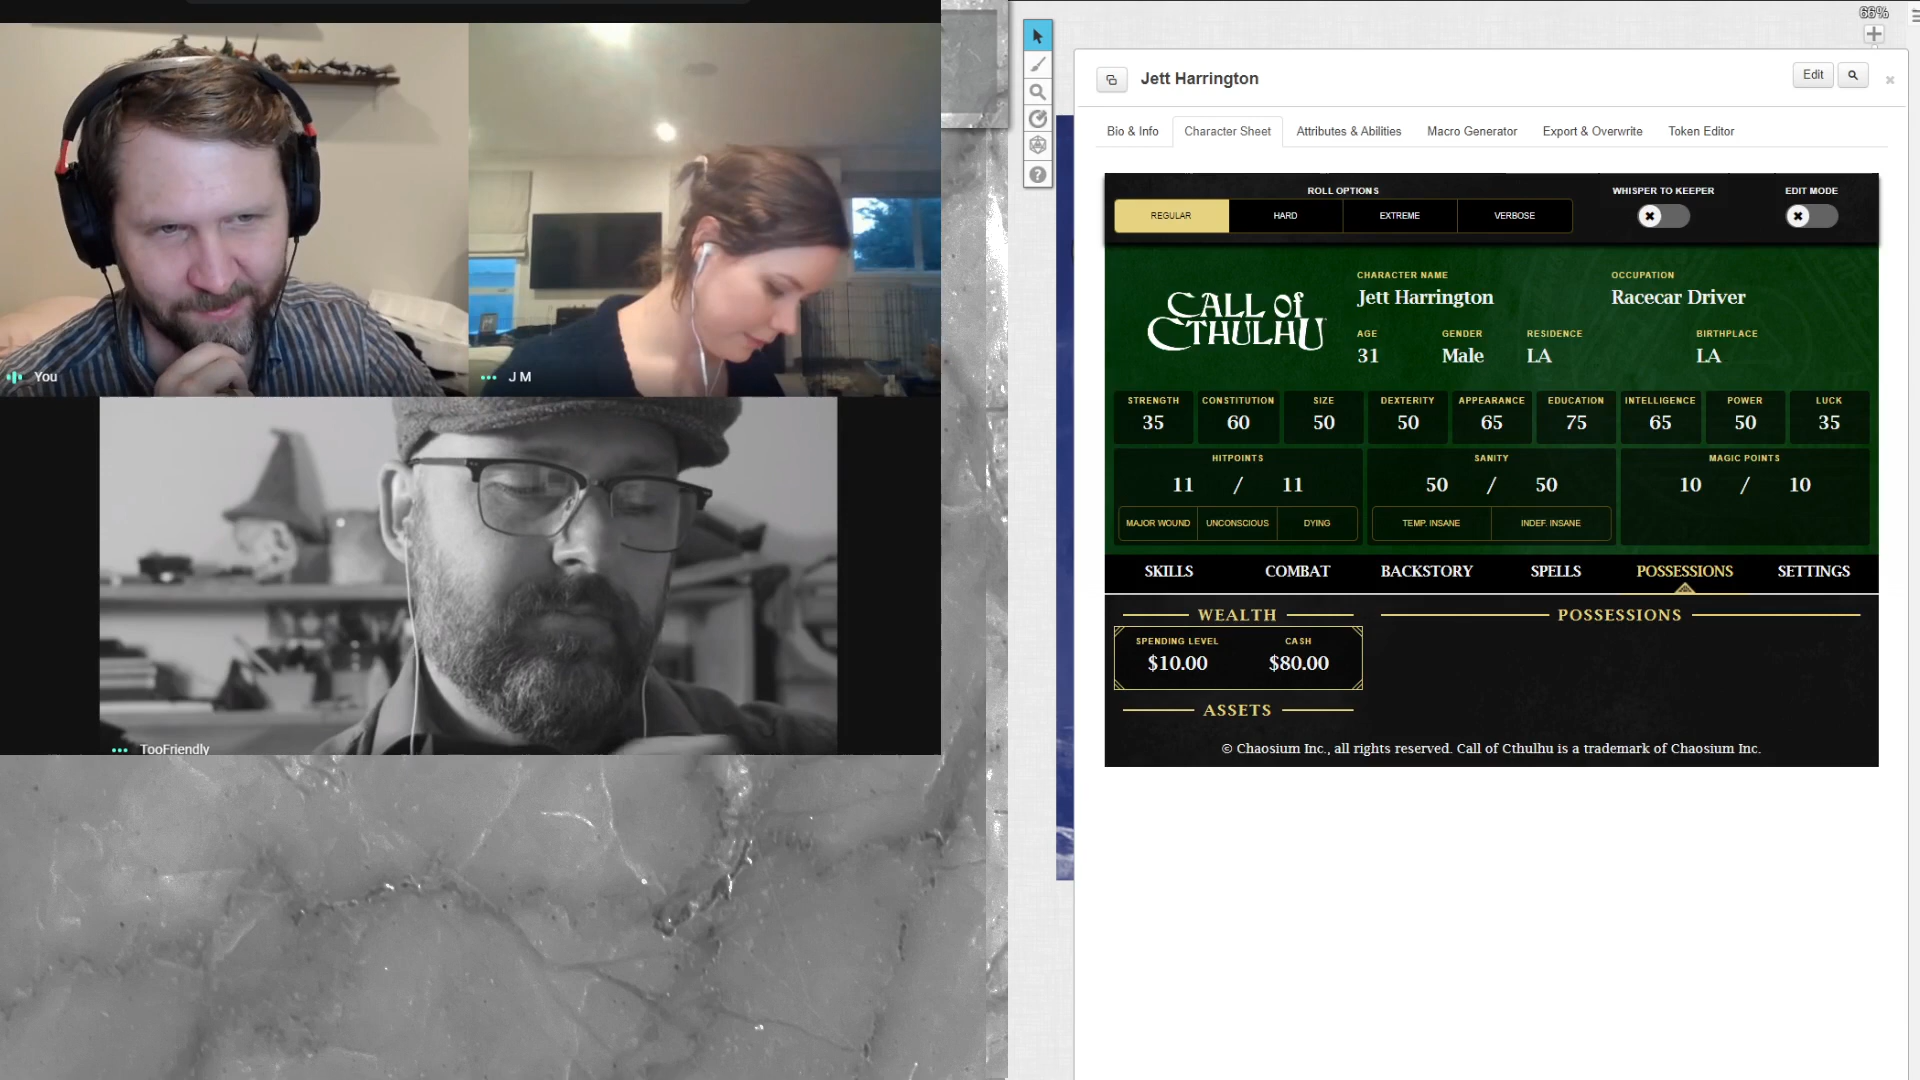 You
J M
TooFriendly
66%
Jett Harrington
Edit
Bio & Info
Character Sheet
Attributes & Abilities
Macro Generator
Export & Overwrite
Token Editor
ROLL OPTIONS
WHISPER TO KEEPER
EDIT MODE
REGULAR
HARD
EXTREME
VERBOSE
CALL of CTHULHU
CHARACTER NAME
OCCUPATION
Jett Harrington
Racecar Driver
AGE
GENDER
RESIDENCE
BIRTHPLACE
31
Male
LA
LA
STRENGTH
CONSTITUTION
SIZE
DEXTERITY
APPEARANCE
EDUCATION
INTELLIGENCE
POWER
LUCK
35
60
50
50
65
75
65
50
35
HITPOINTS
SANITY
MAGIC POINTS
11 / 11
50 / 50
10 / 10
MAJOR WOUND
UNCONSCIOUS
DYING
TEMP. INSANE
INDEF. INSANE
SKILLS
COMBAT
BACKSTORY
SPELLS
POSSESSIONS
SETTINGS
WEALTH
POSSESSIONS
SPENDING LEVEL
CASH
$10.00
$80.00
ASSETS
© Chaosium Inc., all rights reserved. Call of Cthulhu is a trademark of Chaosium Inc.